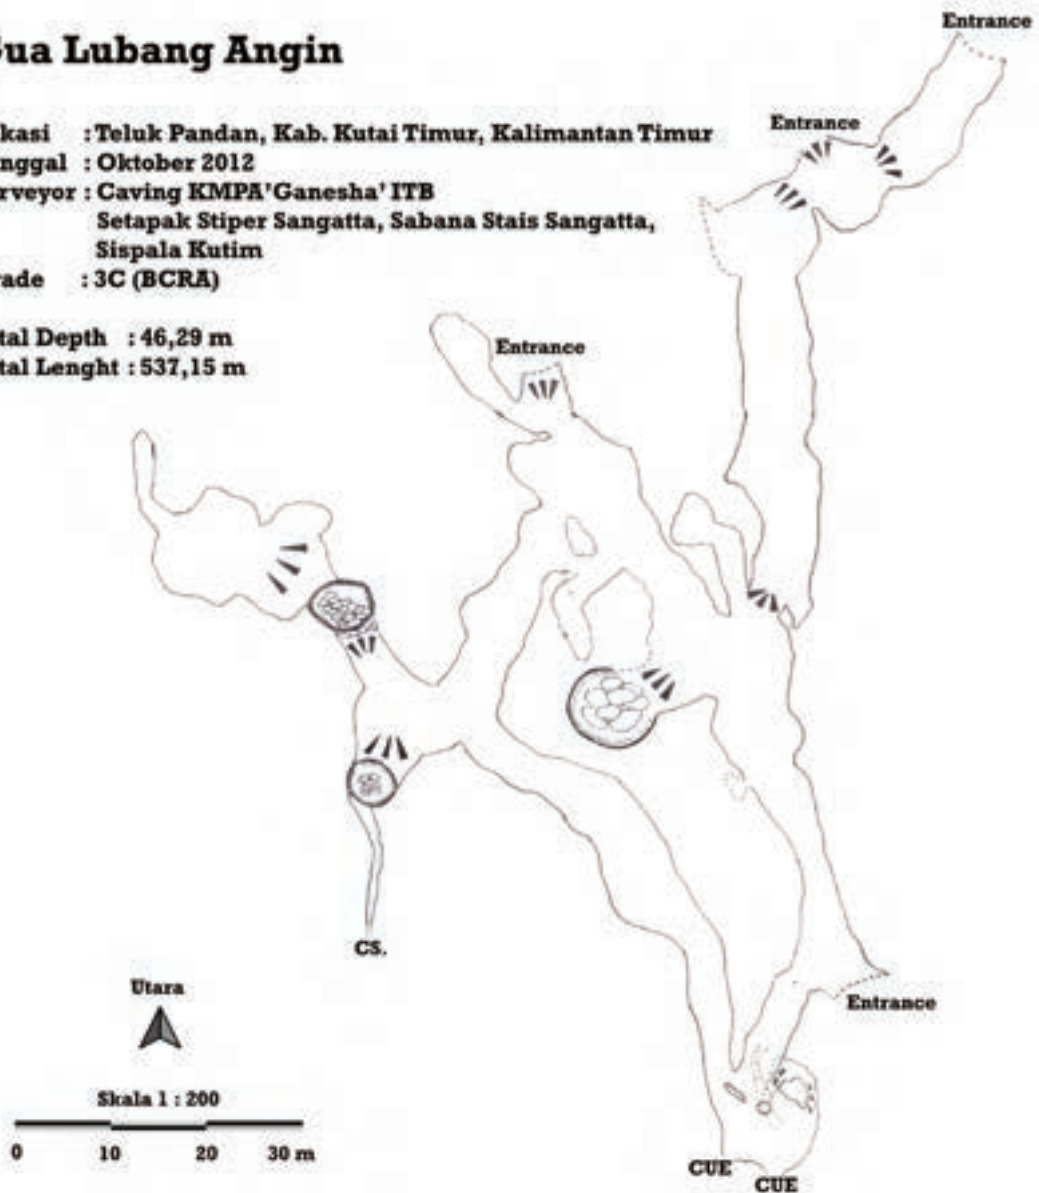 ua Lubang Angin
Entrance
kasi : Teluk Pandan, Kab. Kutai Timur, Kalimantan Timur
Entrance
nggal : Oktober 2012
rveyor : Caving KMPA'Ganesha' ITB
Setapak Stiper Sangatta, Sabana Stais Sangatta,
Sispala Kutim
ade : 3C (BCRA)
tal Depth : 46,29 m
tal Lenght : 537,15 m
Entrance
CS.
Utara
Entrance
Skala 1 : 200
0 10 20 30 m
CUE
CUE